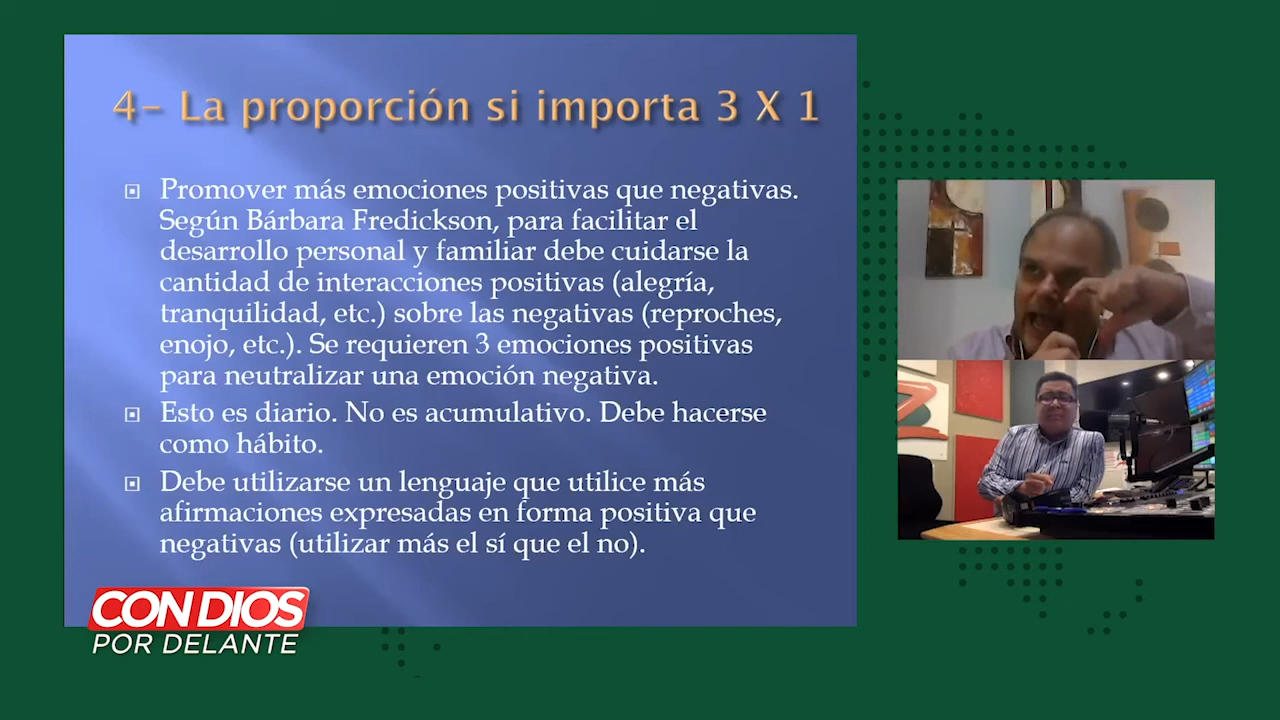 4- La proporción si importa 3 X 1
Promover más emociones positivas que negativas.
Según Bárbara Fredickson, para facilitar el
desarrollo personal y familiar debe cuidarse la
cantidad de interacciones positivas (alegría,
tranquilidad, etc.) sobre las negativas (reproches,
enojo, etc.). Se requieren 3 emociones positivas
para neutralizar una emoción negativa.
Esto es diario. No es acumulativo. Debe hacerse
como hábito.
Debe utilizarse un lenguaje que utilice más
afirmaciones expresadas en forma positiva que
negativas (utilizar más el sí que el no).
CON DIOS
POR DELANTE